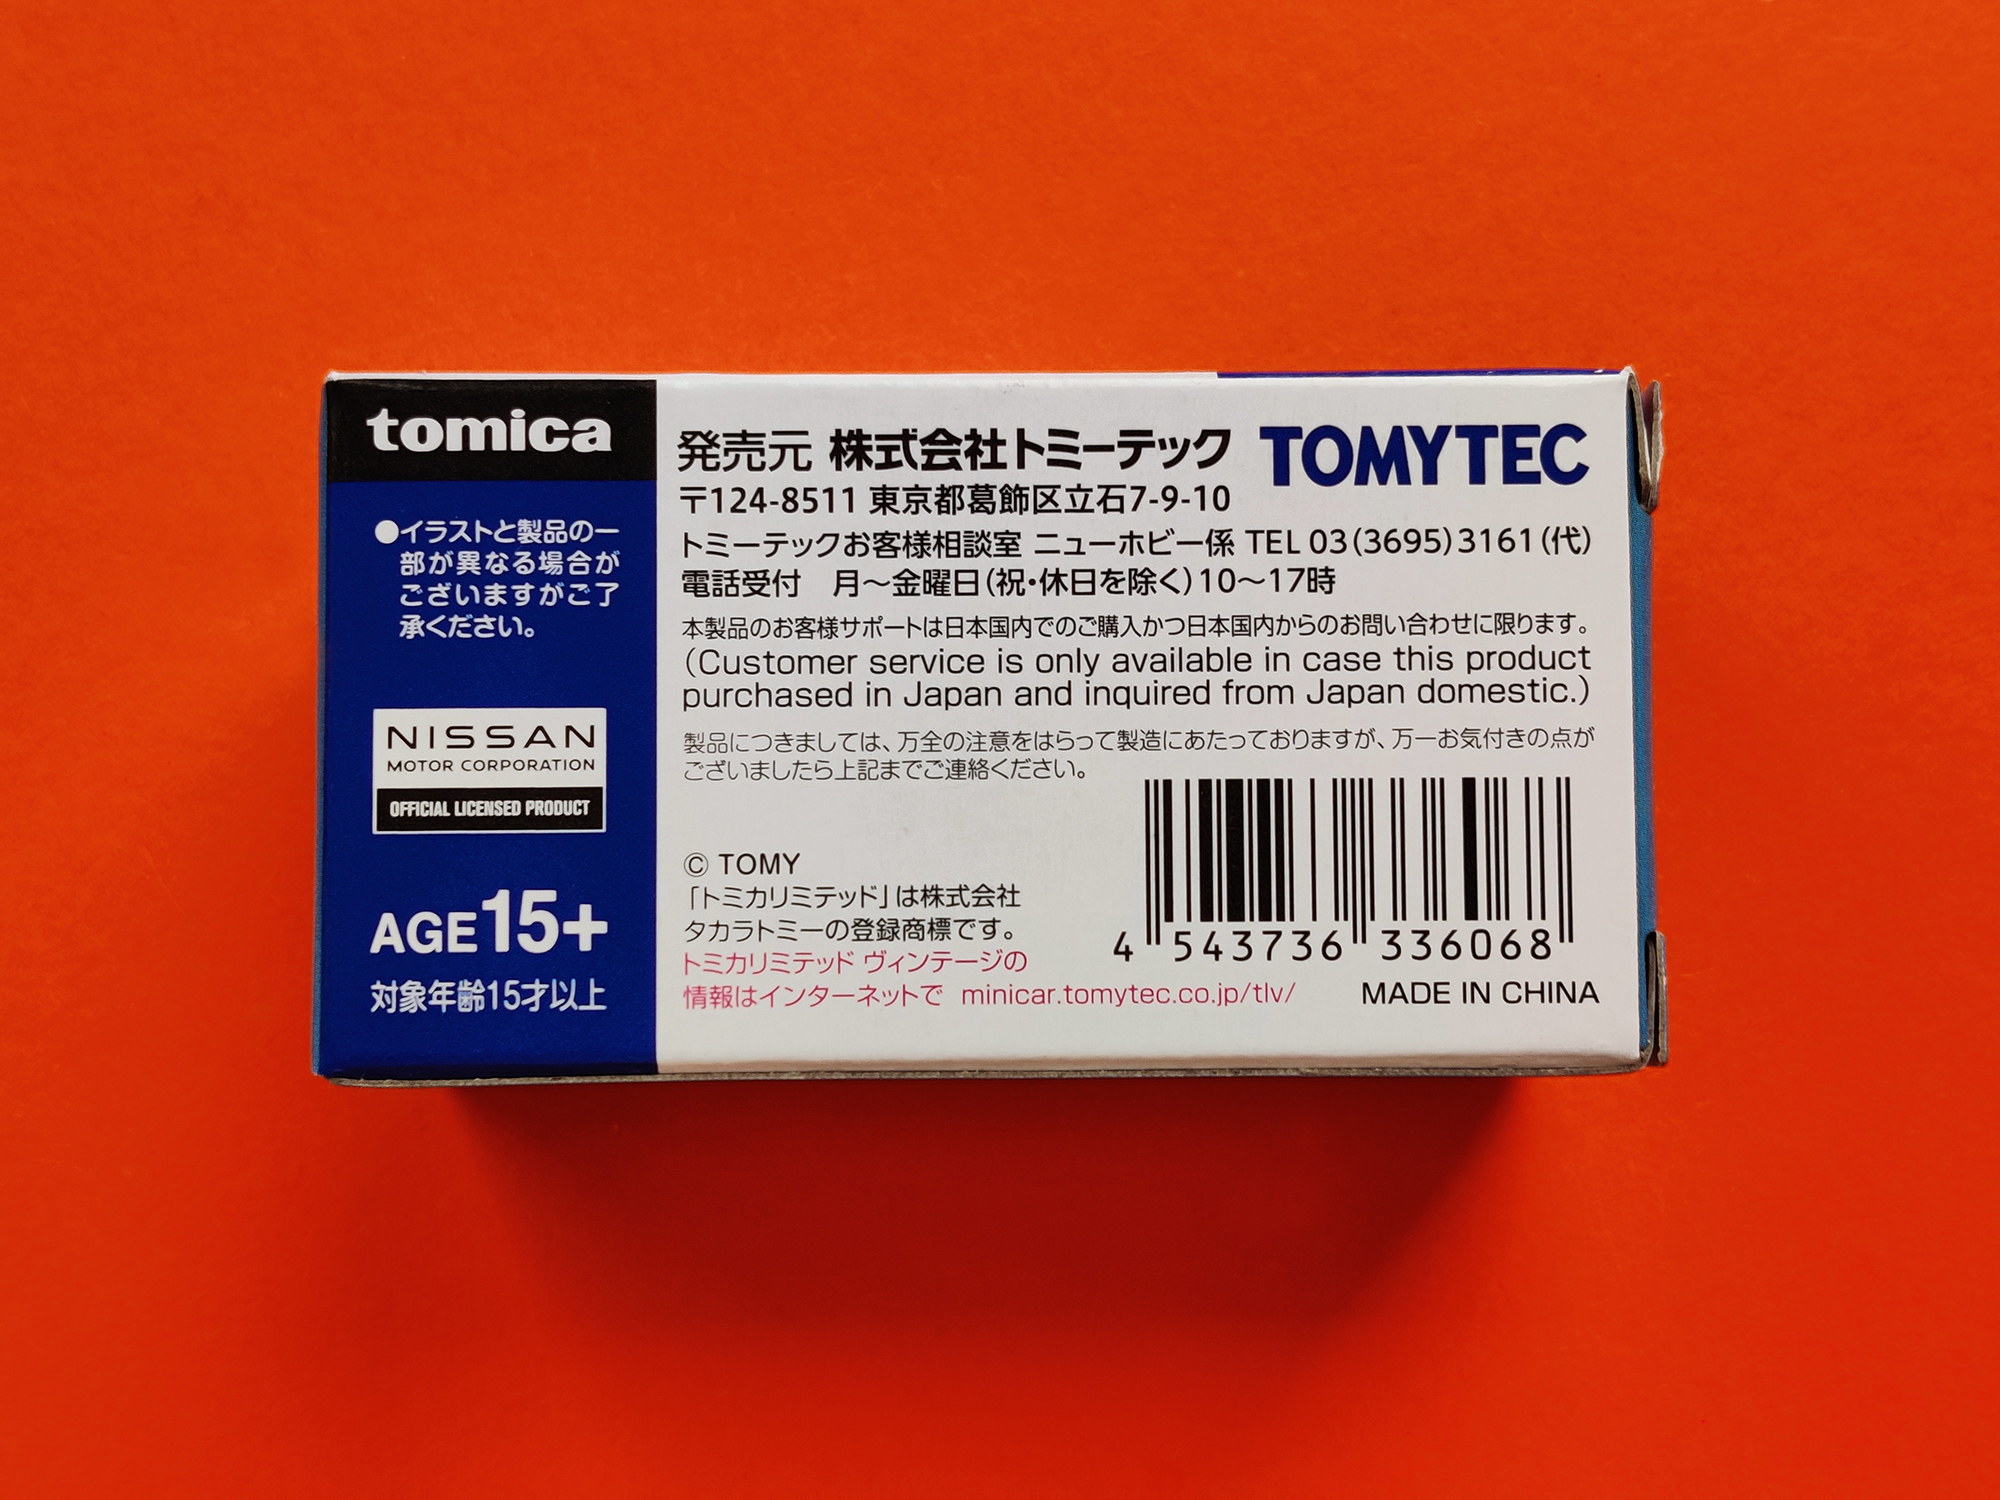 tomica
●イラストと製品の一
部が異なる場合が
ございますがご了
承ください。
NISSAN
MOTOR CORPORATION
OFFICIAL LICENSED PRODUCT
AGE15+
対象年齢15才以上
発売元 株式会社トミーテック TOMYTEC
〒124-8511 東京都葛飾区立石7-9-10
トミーテックお客様相談室 ニューホビー係 TEL 03(3695)3161(代)
電話受付 月〜金曜日(祝・休日を除く)10〜17時
本製品のお客様サポートは日本国内でのご購入かつ日本国内からのお問い合わせに限ります。
(Customer service is only available in case this product
purchased in Japan and inquired from Japan domestic.)
製品につきましては、万全の注意をはらって製造にあたっておりますが、万一お気付きの点が
ございましたら上記までご連絡ください。
© TOMY
「トミカリミテッド」は株式会社
タカラトミーの登録商標です。
トミカリミテッド ヴィンテージの
情報はインターネットで minicar.tomytec.co.jp/tlv/
4 543736 336068
MADE IN CHINA